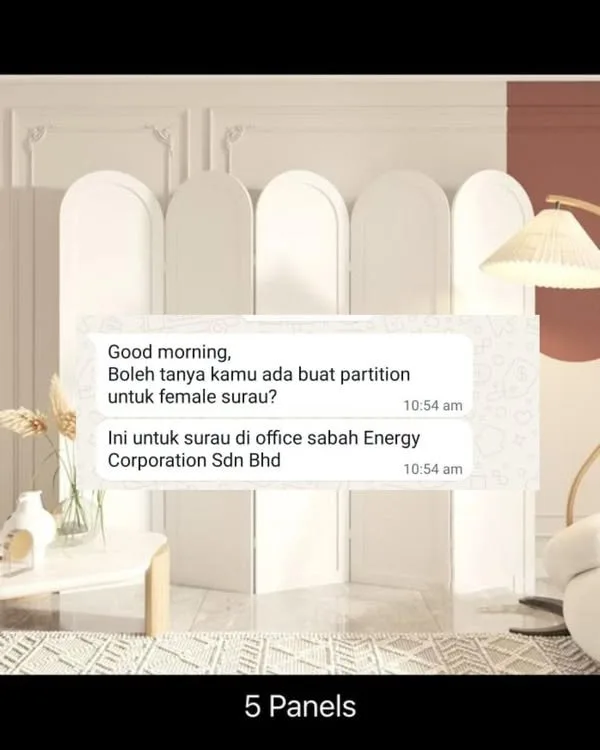 Good morning,
Boleh tanya kamu ada buat partition
untuk female surau?
10:54 am
Ini untuk surau di office sabah Energy
Corporation Sdn Bhd
10:54 am
5 Panels